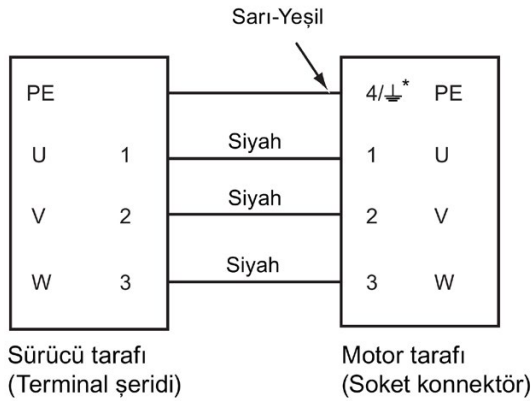 Sarı-Yeşil
PE 4/⏚* PE
Siyah
U 1 1 U
Siyah
V 2 2 V
Siyah
W 3 3 W
Sürücü tarafı
(Terminal şeridi)
Motor tarafı
(Soket konnektör)